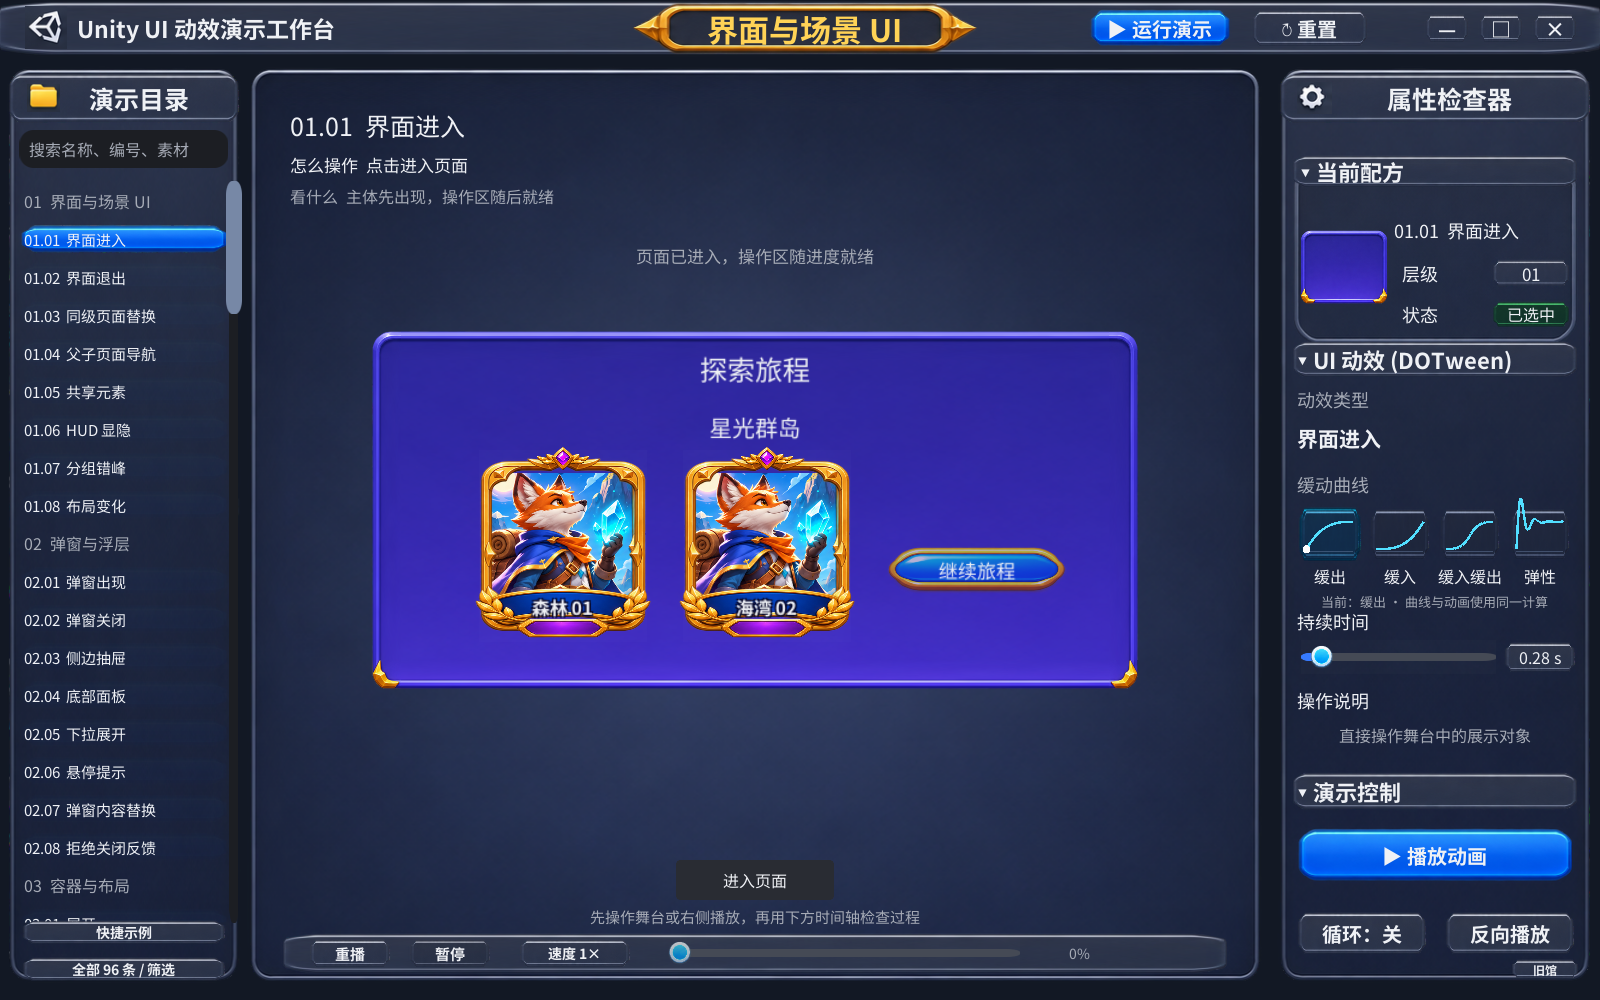 Unity UI 动效演示工作台
界面与场景 UI
▶ 运行演示
↻ 重置
演示目录
搜索名称、编号、素材
01 界面与场景 UI
01.01 界面进入
01.02 界面退出
01.03 同级页面替换
01.04 父子页面导航
01.05 共享元素
01.06 HUD 显隐
01.07 分组错峰
01.08 布局变化
02 弹窗与浮层
02.01 弹窗出现
02.02 弹窗关闭
02.03 侧边抽屉
02.04 底部面板
02.05 下拉展开
02.06 悬停提示
02.07 弹窗内容替换
02.08 拒绝关闭反馈
03 容器与布局
03.01 展开
快捷示例
全部 96 条 / 筛选
01.01 界面进入
怎么操作 点击进入页面
看什么 主体先出现，操作区随后就绪
页面已进入，操作区随进度就绪
探索旅程
星光群岛
森林.01
海湾.02
继续旅程
进入页面
先操作舞台或右侧播放，再用下方时间轴检查过程
重播
暂停
速度 1×
0%
属性检查器
▼ 当前配方
01.01 界面进入
层级
01
状态
已选中
▼ UI 动效 (DOTween)
动效类型
界面进入
缓动曲线
缓出
缓入
缓入缓出
弹性
当前：缓出 · 曲线与动画使用同一计算
持续时间
0.28 s
操作说明
直接操作舞台中的展示对象
▼ 演示控制
▶ 播放动画
循环：关
反向播放
旧馆